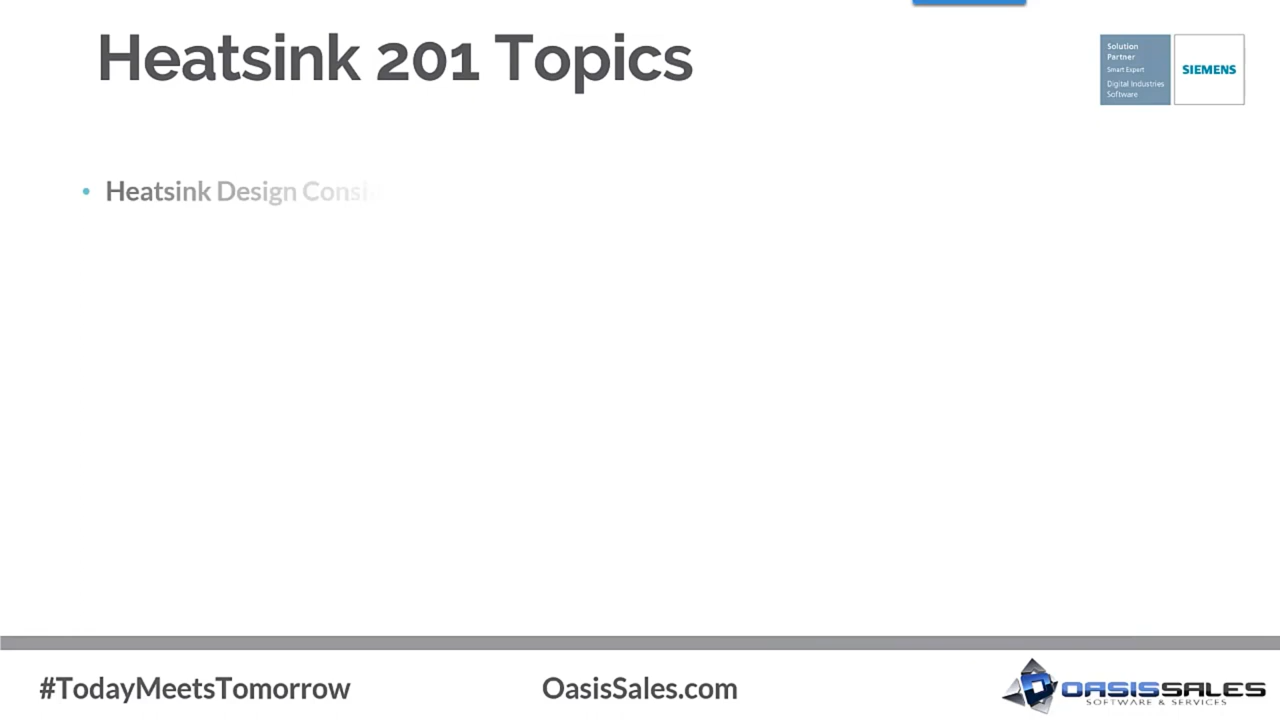 Heatsink 201 Topics
Solution
Partner
Smart Expert
Digital Industries
Software
SIEMENS
• Heatsink Design
#TodayMeetsTomorrow
OasisSales.com
OASISSALES
SOFTWARE & SERVICES